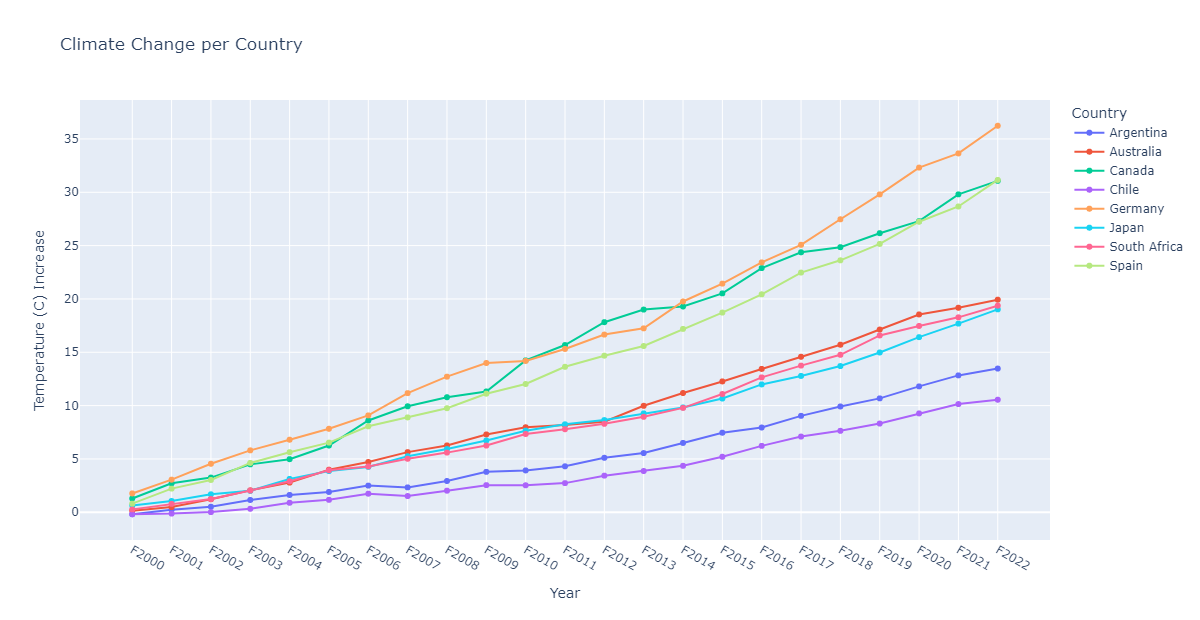 Climate Change per Country
Country
Argentina
Australia
Canada
Chile
Germany
Japan
South Africa
Spain
Temperature (C) Increase
35
30
25
20
15
10
5
0
F2000
F2001
F2002
F2003
F2004
F2005
F2006
F2007
F2008
F2009
F2010
F2011
F2012
F2013
F2014
F2015
F2016
F2017
F2018
F2019
F2020
F2021
F2022
Year